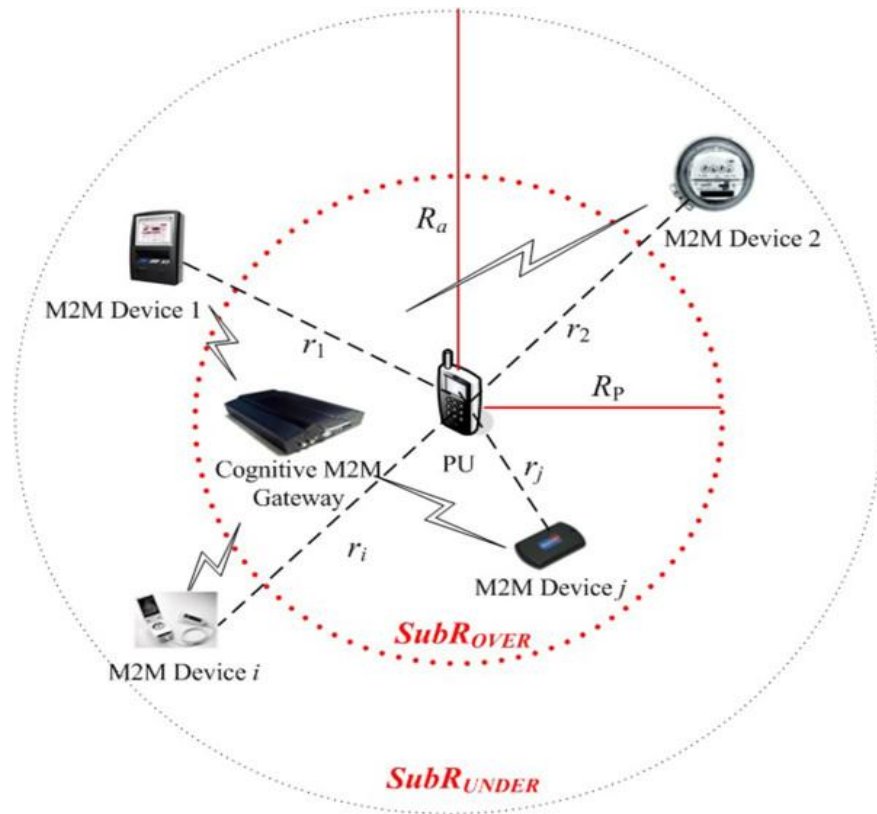 R_a
M2M Device 2
M2M Device 1
r_1
r_2
R_P
PU
Cognitive M2M
Gateway
r_j
r_i
M2M Device j
SubR_OVER
M2M Device i
SubR_UNDER